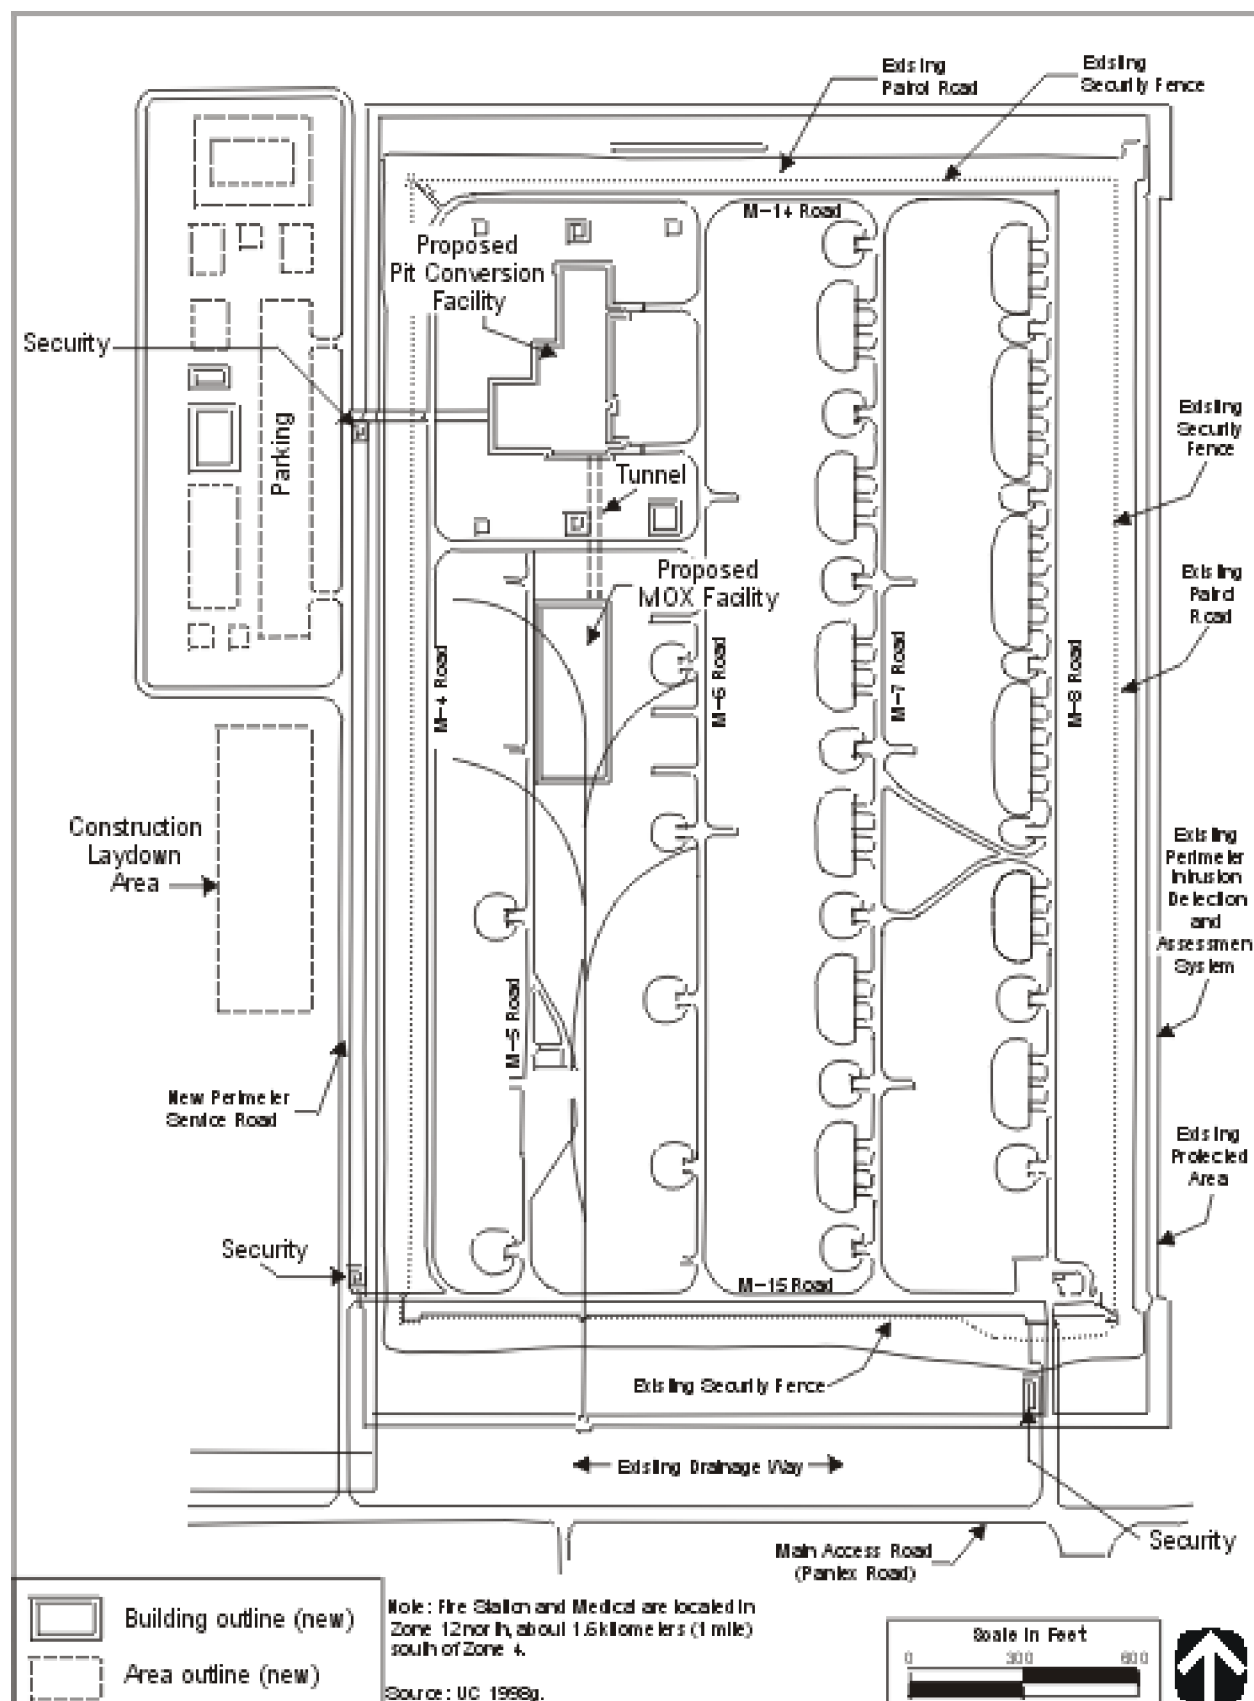 Existing
Patrol Road
Existing
Security Fence
M-14 Road
Proposed
Pit Conversion
Facility
Security
Existing
Security
Fence
Parking
Tunnel
Proposed
MOX Facility
Existing
Patrol
Road
M-4 Road
M-6 Road
M-7 Road
M-8 Road
Construction
Laydown
Area
Existing
Perimeter
Intrusion
Detection
and
Assessmen
System
M-5 Road
New Perimeter
Service Road
Existing
Protected
Area
Security
M-15 Road
Existing Security Fence
Existing Drainage Way
Security
Main Access Road
(Pantex Road)
Building outline (new)
Area outline (new)
Note: Fire Station and Medical are located in
Zone 12 north, about 1.6 kilometers (1 mile)
south of Zone 4.
Source: UC 1998g.
Scale in Feet
0 300 600